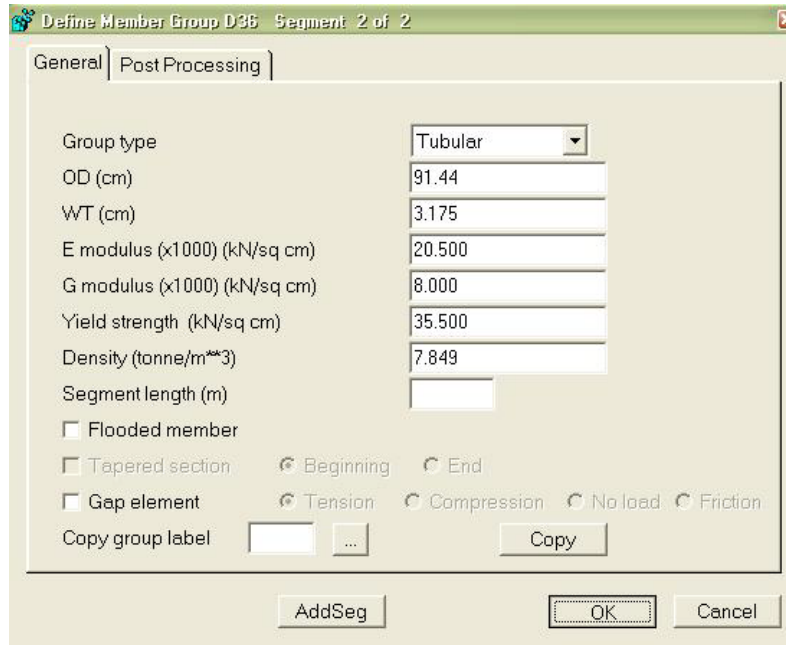 Define Member Group D36 Segment 2 of 2
General Post Processing
Group type Tubular
OD (cm) 91.44
WT (cm) 3.175
E modulus (x1000) (kN/sq cm) 20.500
G modulus (x1000) (kN/sq cm) 8.000
Yield strength (kN/sq cm) 35.500
Density (tonne/m**3) 7.849
Segment length (m)
Flooded member
Tapered section Beginning End
Gap element Tension Compression No load Friction
Copy group label ... Copy
AddSeg OK Cancel